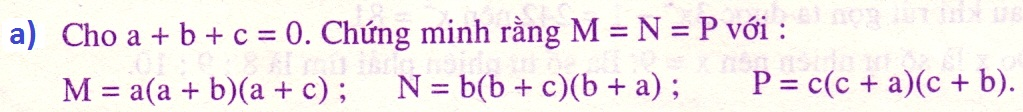 a) Cho a + b + c = 0. Chứng minh rằng M = N = P với :
M = a(a + b)(a + c) ; N = b(b + c)(b + a) ; P = c(c + a)(c + b).